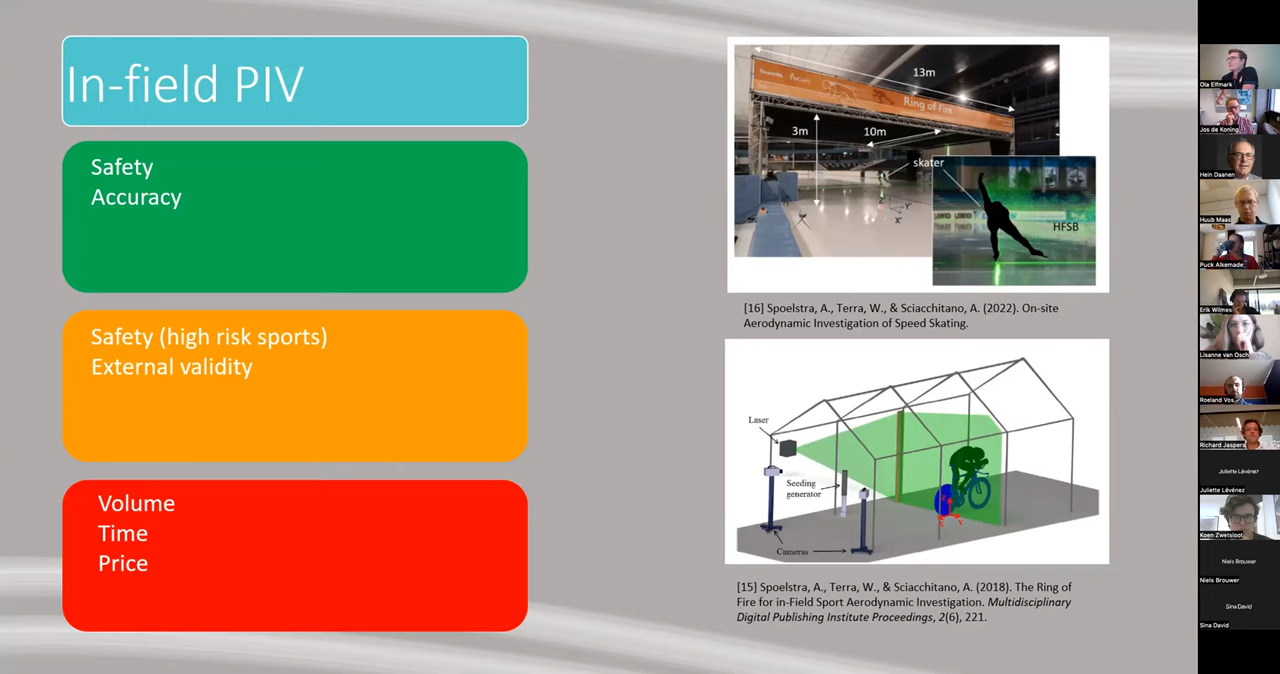 In-field PIV
Safety
Accuracy
Safety (high risk sports)
External validity
Volume
Time
Price
13m
Ring of Fire
3m
10m
skater
HFSB
[16] Spoelstra, A., Terra, W., & Sciacchitano, A. (2022). On-site
Aerodynamic Investigation of Speed Skating.
Laser
Seeding
generator
Cameras
Z
X
Y
[15] Spoelstra, A., Terra, W., & Sciacchitano, A. (2018). The Ring of
Fire for in-Field Sport Aerodynamic Investigation. Multidisciplinary
Digital Publishing Institute Proceedings, 2(6), 221.
Ola Elfmark
Jos de Koning
Hein Daanen
Huub Maas
Puck Alkemade
Erik Wilmes
Lisanne van Osch
Roeland Vos
Richard Jaspers
Juliette Lévénez
Juliette Lévénez
Koen Zwetsloot
Niels Brouwer
Niels Brouwer
Sina David
Sina David